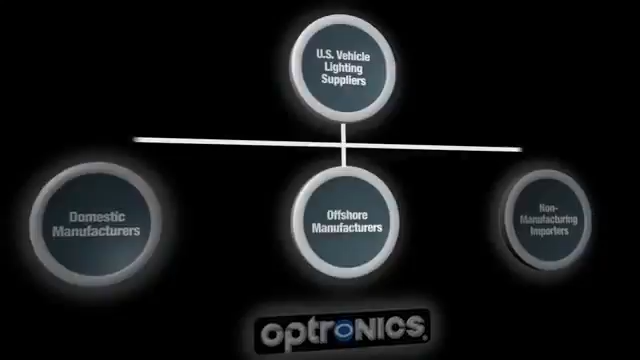 U.S. Vehicle
Lighting
Suppliers
Domestic
Manufacturers
Offshore
Manufacturers
Non-
Manufacturing
Importers
optronics®